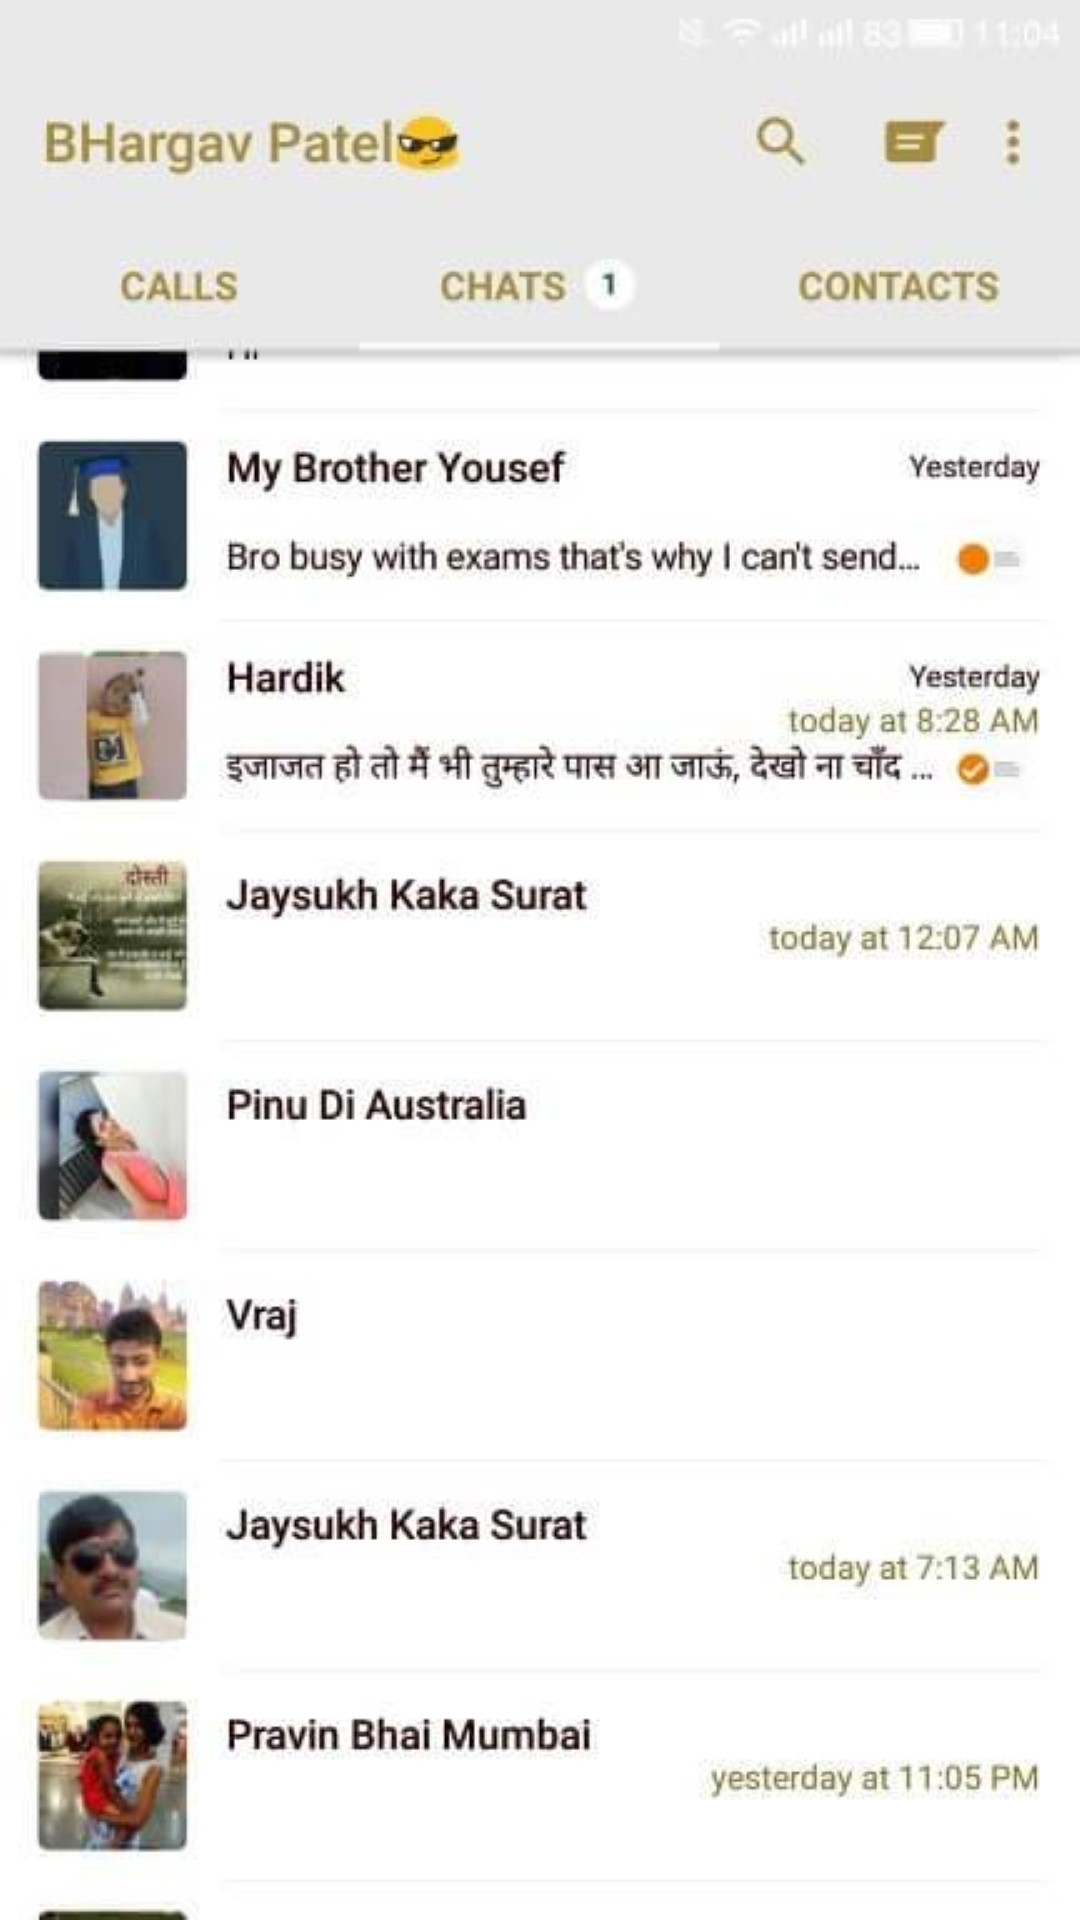 83 11:04
BHargav Patel😎
CALLS CHATS 1 CONTACTS
My Brother Yousef Yesterday
Bro busy with exams that's why I can't send...
Hardik Yesterday
today at 8:28 AM
इजाजत हो तो मैं भी तुम्हारे पास आ जाऊं, देखो ना चाँद ...
दोस्ती
Jaysukh Kaka Surat
today at 12:07 AM
Pinu Di Australia
Vraj
Jaysukh Kaka Surat
today at 7:13 AM
Pravin Bhai Mumbai
yesterday at 11:05 PM